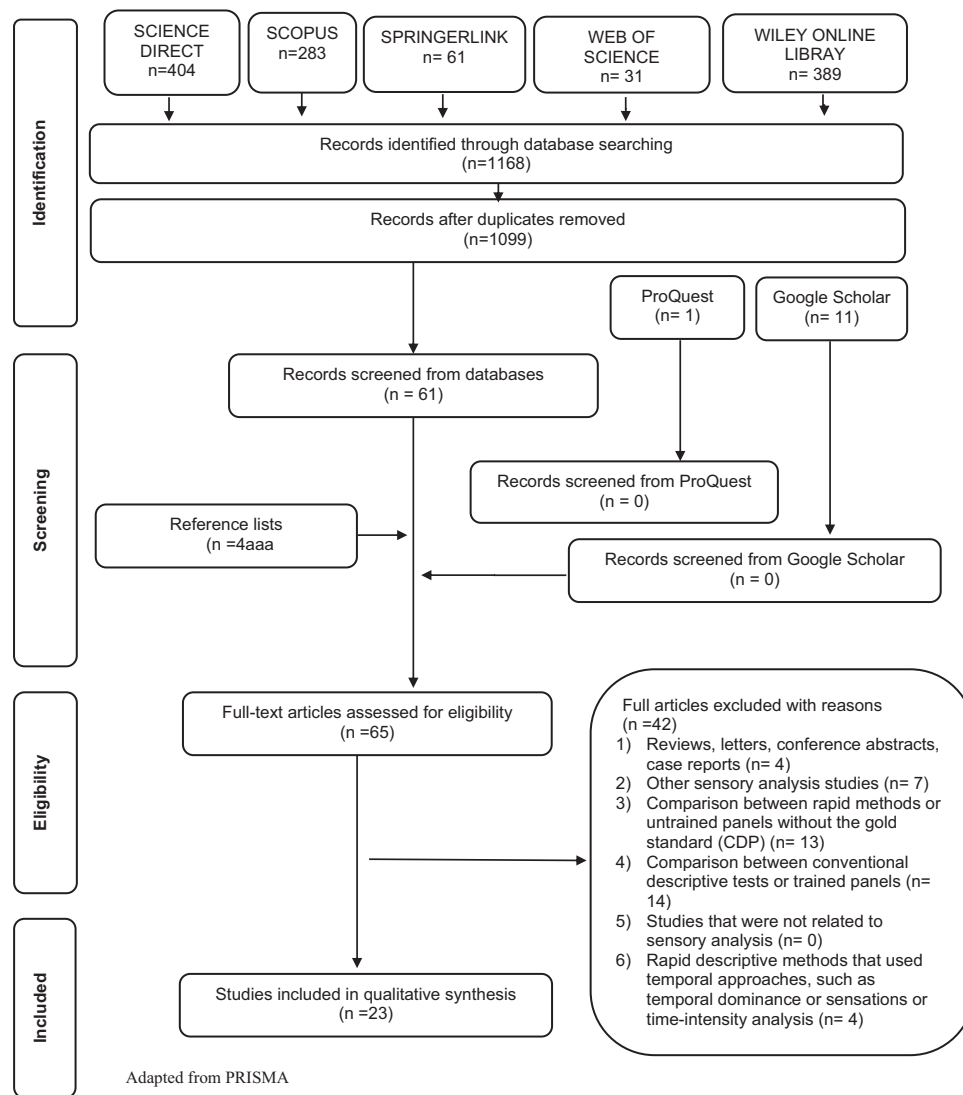 SCIENCE
DIRECT
n=404
SCOPUS
n=283
SPRINGERLINK
n= 61
WEB OF
SCIENCE
n= 31
WILEY ONLINE
LIBRAY
n= 389
Identification
Records identified through database searching
(n=1168)
Records after duplicates removed
(n=1099)
ProQuest
(n= 1)
Google Scholar
(n= 11)
Screening
Records screened from databases
(n = 61)
Records screened from ProQuest
(n = 0)
Reference lists
(n =4aaa
Records screened from Google Scholar
(n = 0)
Eligibility
Full-text articles assessed for eligibility
(n =65)
Full articles excluded with reasons
(n =42)
1) Reviews, letters, conference abstracts,
case reports (n= 4)
2) Other sensory analysis studies (n= 7)
3) Comparison between rapid methods or
untrained panels without the gold
standard (CDP) (n= 13)
4) Comparison between conventional
descriptive tests or trained panels (n=
14)
5) Studies that were not related to
sensory analysis (n= 0)
6) Rapid descriptive methods that used
temporal approaches, such as
temporal dominance or sensations or
time-intensity analysis (n= 4)
Included
Studies included in qualitative synthesis
(n =23)
Adapted from PRISMA